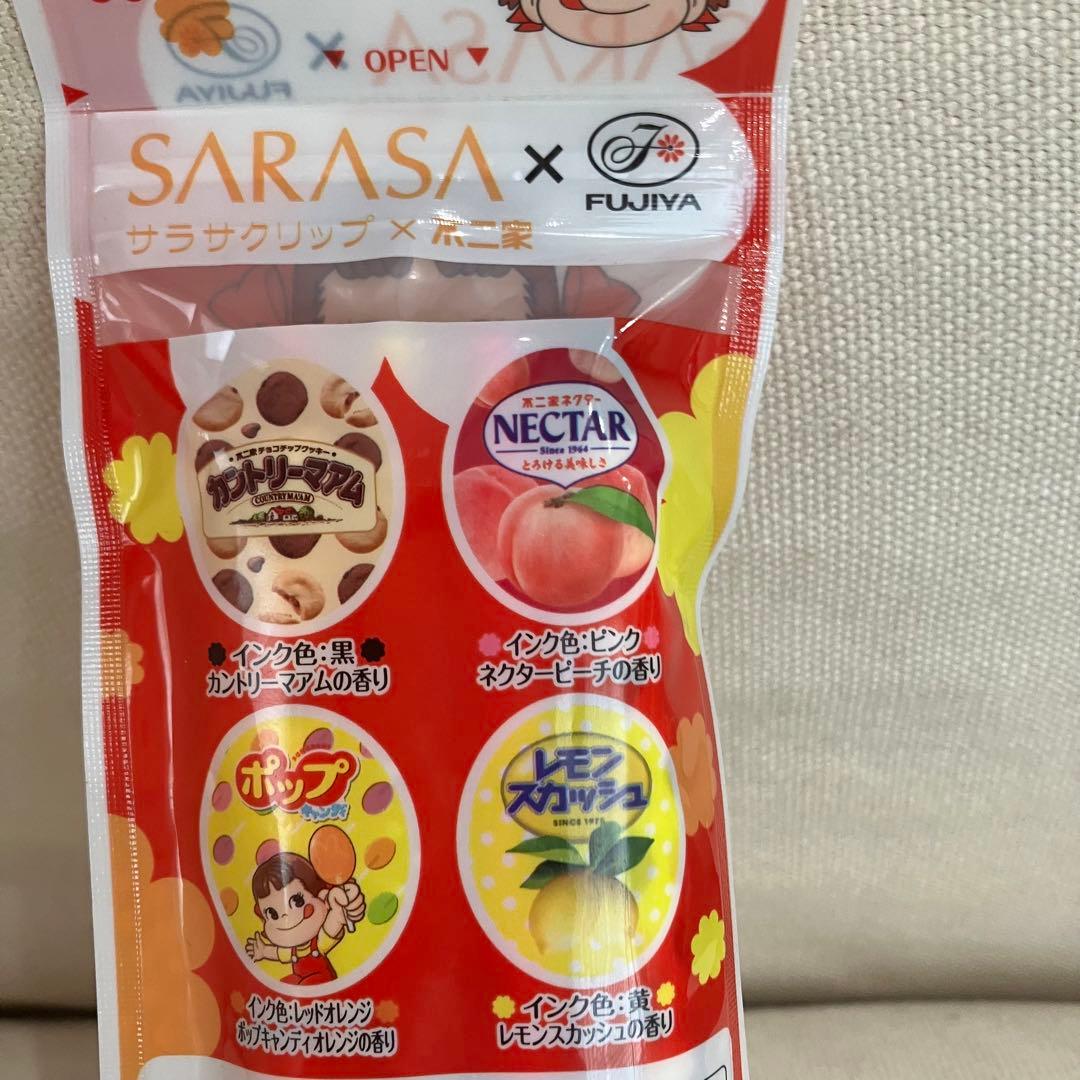 ▼ OPEN ▼
SARASA × FUJIYA
サラサクリップ × 不二家
不二家チョコチップクッキー
カントリーマアム
COUNTRY MA'AM
不二家ネクター
NECTAR
Since 1964
とろける美味しさ
インク色:黒
カントリーマアムの香り
インク色:ピンク
ネクターピーチの香り
ポップ
キャンディ
レモン
スカッシュ
SINCE 1975
インク色:レッドオレンジ
ポップキャンディオレンジの香り
インク色:黄
レモンスカッシュの香り